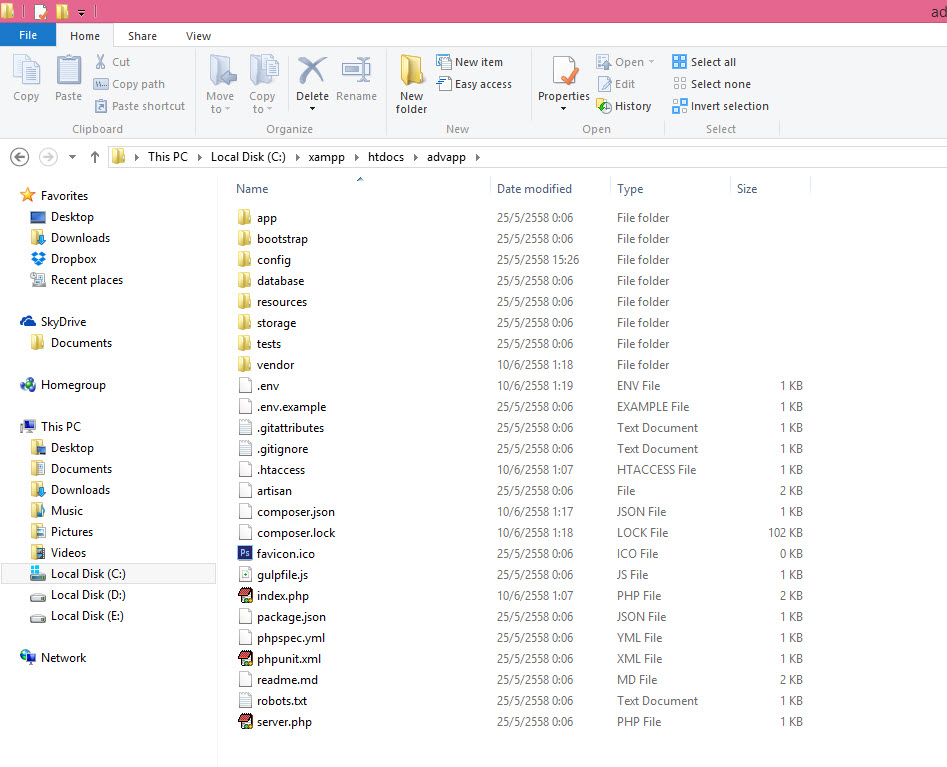 ad
File Home Share View
Copy Paste Cut Copy path Paste shortcut Move to Copy to Delete Rename New folder New item Easy access Properties Open Edit History Select all Select none Invert selection
Clipboard Organize New Open Select
This PC Local Disk (C:) xampp htdocs advapp
Favorites
Desktop
Downloads
Dropbox
Recent places
SkyDrive
Documents
Homegroup
This PC
Desktop
Documents
Downloads
Music
Pictures
Videos
Local Disk (C:)
Local Disk (D:)
Local Disk (E:)
Network
Name Date modified Type Size
app 25/5/2558 0:06 File folder
bootstrap 25/5/2558 0:06 File folder
config 25/5/2558 15:26 File folder
database 25/5/2558 0:06 File folder
resources 25/5/2558 0:06 File folder
storage 25/5/2558 0:06 File folder
tests 25/5/2558 0:06 File folder
vendor 10/6/2558 1:18 File folder
.env 10/6/2558 1:19 ENV File 1 KB
.env.example 25/5/2558 0:06 EXAMPLE File 1 KB
.gitattributes 25/5/2558 0:06 Text Document 1 KB
.gitignore 25/5/2558 0:06 Text Document 1 KB
.htaccess 10/6/2558 1:07 HTACCESS File 1 KB
artisan 25/5/2558 0:06 File 2 KB
composer.json 10/6/2558 1:17 JSON File 1 KB
composer.lock 10/6/2558 1:18 LOCK File 102 KB
Ps favicon.ico 25/5/2558 0:06 ICO File 0 KB
gulpfile.js 25/5/2558 0:06 JS File 1 KB
index.php 10/6/2558 1:07 PHP File 2 KB
package.json 25/5/2558 0:06 JSON File 1 KB
phpspec.yml 25/5/2558 0:06 YML File 1 KB
phpunit.xml 25/5/2558 0:06 XML File 1 KB
readme.md 25/5/2558 0:06 MD File 2 KB
robots.txt 25/5/2558 0:06 Text Document 1 KB
server.php 25/5/2558 0:06 PHP File 1 KB